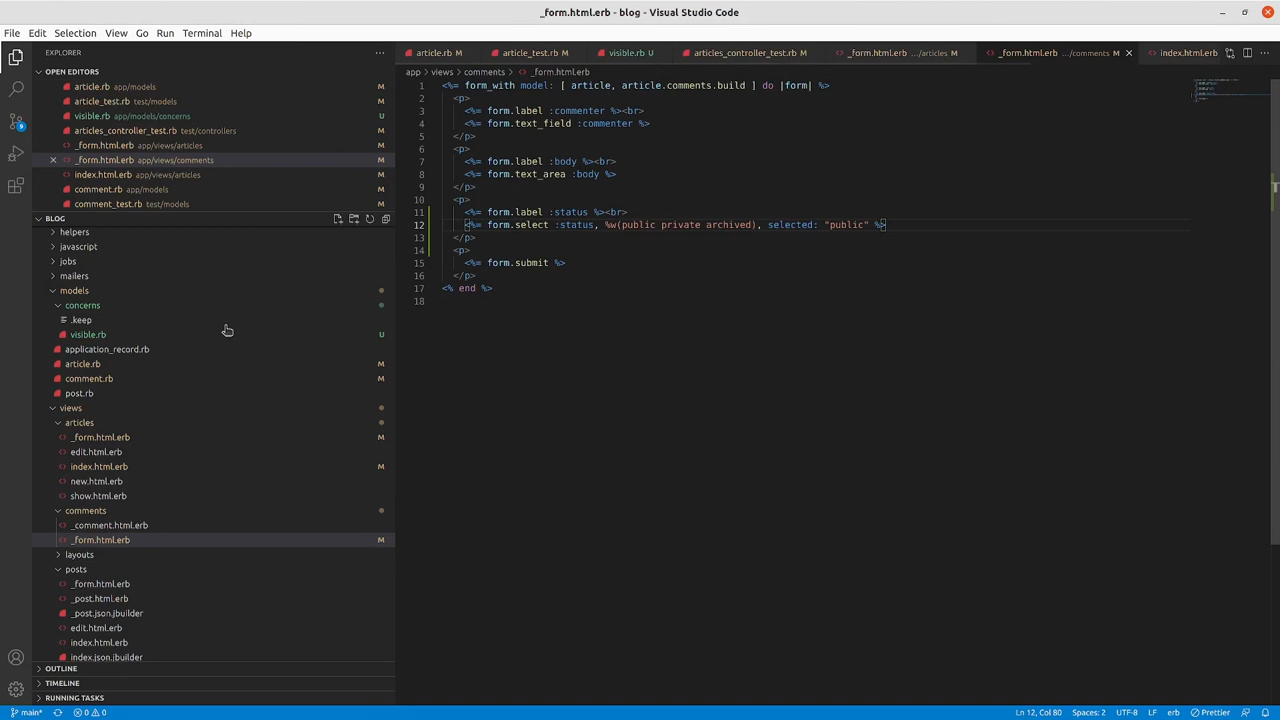 _form.html.erb - blog - Visual Studio Code
File Edit Selection View Go Run Terminal Help
EXPLORER
OPEN EDITORS
article.rb app/models M
article_test.rb test/models M
visible.rb app/models/concerns U
articles_controller_test.rb test/controllers M
_form.html.erb app/views/articles M
_form.html.erb app/views/comments M
index.html.erb app/views/articles M
comment.rb app/models M
comment_test.rb test/models M
BLOG
helpers
javascript
jobs
mailers
models
concerns
.keep
visible.rb U
application_record.rb
article.rb M
comment.rb M
post.rb
views
articles
_form.html.erb M
edit.html.erb
index.html.erb M
new.html.erb
show.html.erb
comments
_comment.html.erb
_form.html.erb M
layouts
posts
_form.html.erb
_post.html.erb
_post.json.jbuilder
edit.html.erb
index.html.erb
index.json.jbuilder
OUTLINE
TIMELINE
RUNNING TASKS
article.rb M article_test.rb M visible.rb U articles_controller_test.rb M _form.html.erb .../articles M _form.html.erb .../comments M index.html.erb
app views comments _form.html.erb
1 <%= form_with model: [ article, article.comments.build ] do |form| %>
2 <p>
3 <%= form.label :commenter %><br>
4 <%= form.text_field :commenter %>
5 </p>
6 <p>
7 <%= form.label :body %><br>
8 <%= form.text_area :body %>
9 </p>
10 <p>
11 <%= form.label :status %><br>
12 <%= form.select :status, %w(public private archived), selected: "public" %>
13 </p>
14 <p>
15 <%= form.submit %>
16 </p>
17 <% end %>
18
9
main* 0 0 Ln 12, Col 80 Spaces: 2 UTF-8 LF erb Prettier